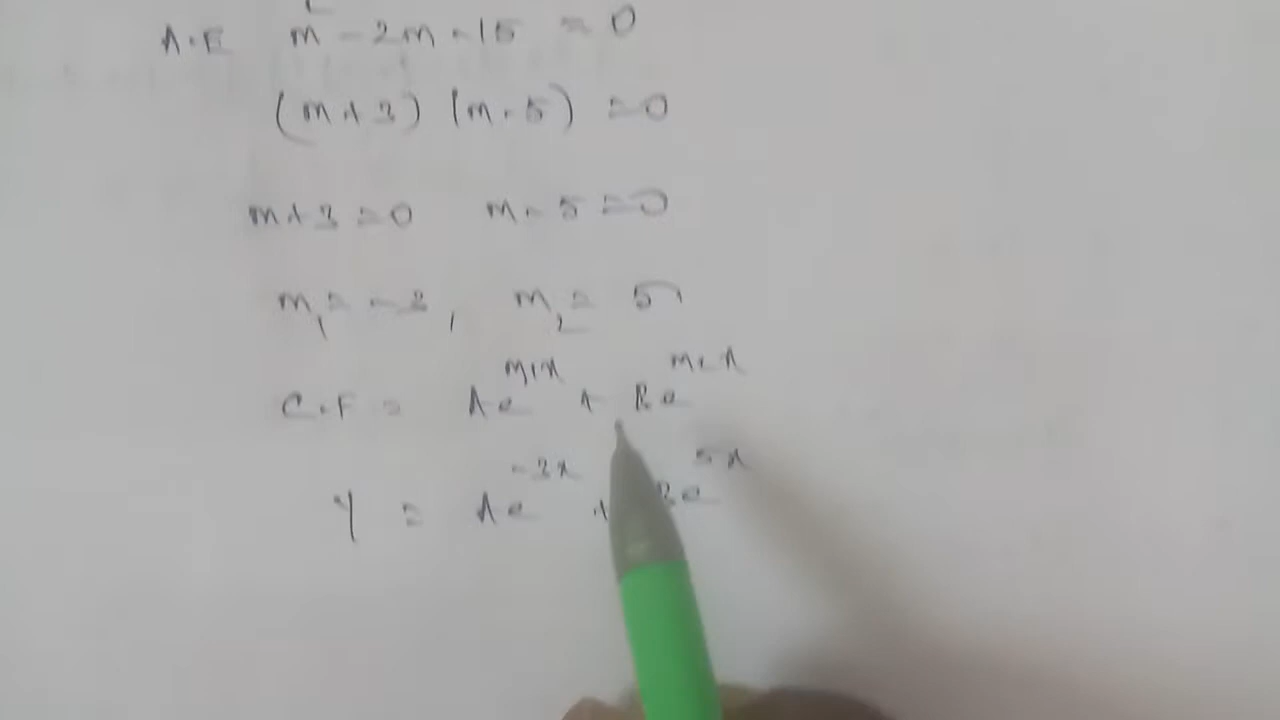 A.E m² - 2m - 15 = 0
(m + 3) (m - 5) = 0
m + 3 = 0 m - 5 = 0
m₁ = -3, m₂ = 5
C.F = Ae^m₁x + Be^m₂x
y = Ae^-3x + Be^5x